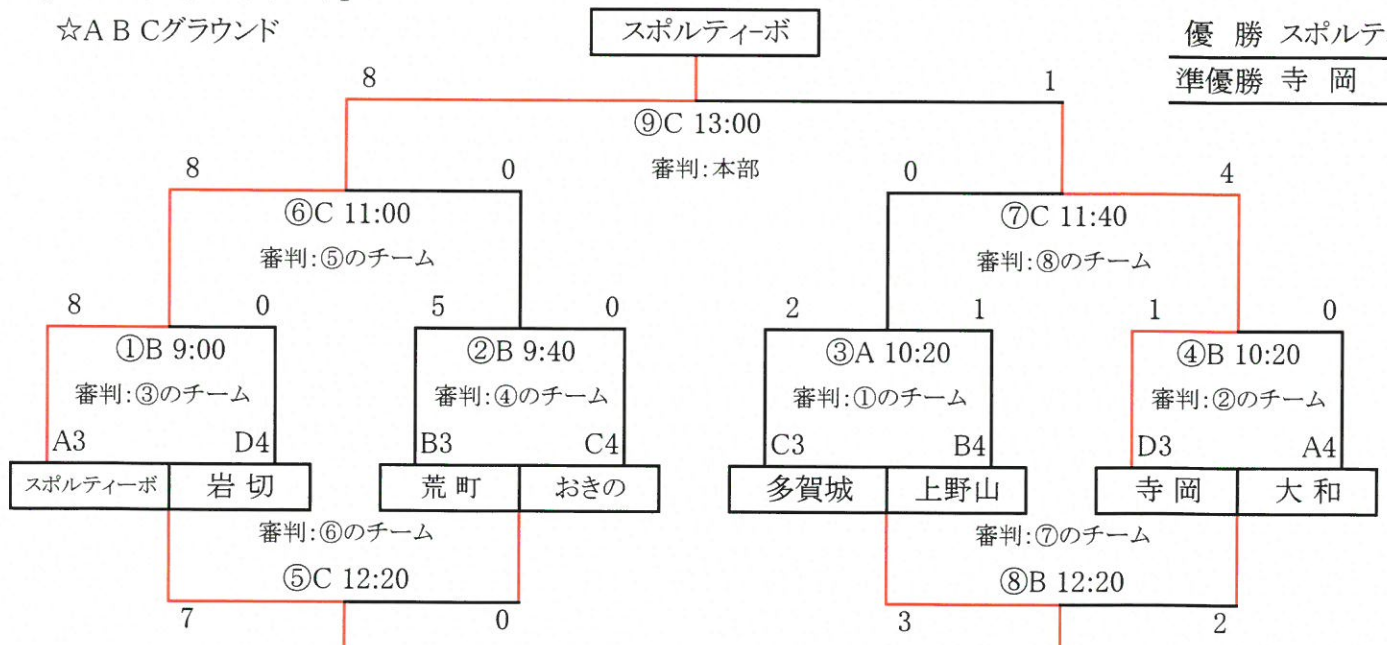 ☆A B Cグラウンド
スポルティーボ
優 勝 スポルテ
準優勝 寺 岡
8 1
⑨C 13:00
審判:本部
8 0 0 4
⑥C 11:00 ⑦C 11:40
審判:⑤のチーム 審判:⑧のチーム
8 0 5 0 2 1 1 0
①B 9:00 ②B 9:40 ③A 10:20 ④B 10:20
審判:③のチーム 審判:④のチーム 審判:①のチーム 審判:②のチーム
A3 D4 B3 C4 C3 B4 D3 A4
スポルティーボ 岩 切 荒 町 おきの 多賀城 上野山 寺 岡 大 和
審判:⑥のチーム 審判:⑦のチーム
⑤C 12:20 ⑧B 12:20
7 0 3 2